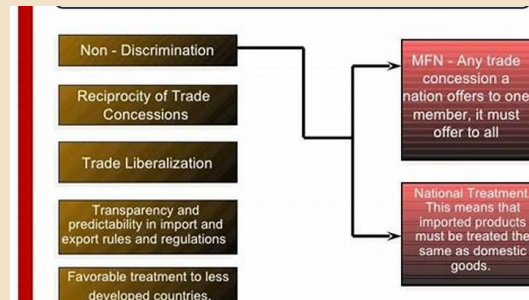 Non - Discrimination
Reciprocity of Trade
Concessions
Trade Liberalization
Transparency and
predictability in import and
export rules and regulations
Favorable treatment to less
developed countries.
MFN - Any trade
concession a
nation offers to one
member, it must
offer to all
National Treatment
This means that
imported products
must be treated the
same as domestic
goods.